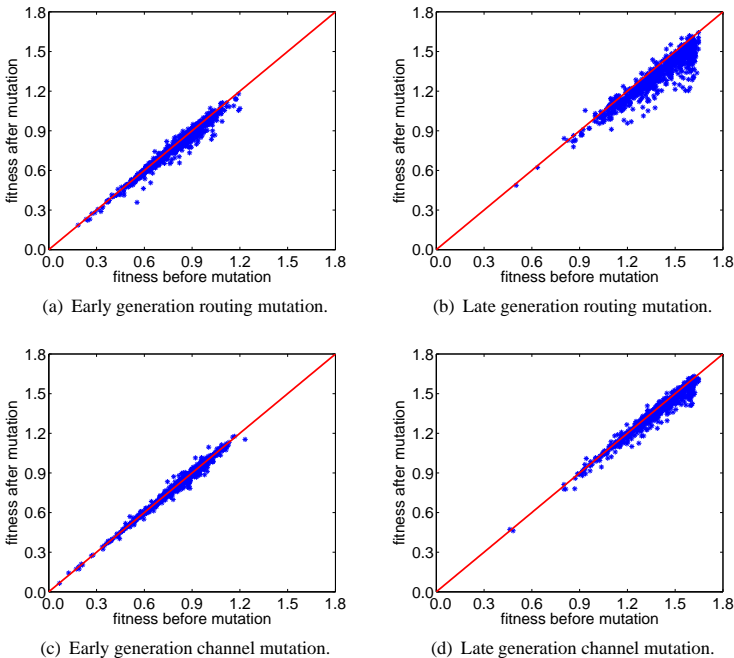 1.8
1.5
1.2
0.9
0.6
0.3
0.0
fitness after mutation
0.0 0.3 0.6 0.9 1.2 1.5 1.8
fitness before mutation
(a) Early generation routing mutation.
1.8
1.5
1.2
0.9
0.6
0.3
0.0
fitness after mutation
0.0 0.3 0.6 0.9 1.2 1.5 1.8
fitness before mutation
(b) Late generation routing mutation.
1.8
1.5
1.2
0.9
0.6
0.3
0.0
fitness after mutation
0.0 0.3 0.6 0.9 1.2 1.5 1.8
fitness before mutation
(c) Early generation channel mutation.
1.8
1.5
1.2
0.9
0.6
0.3
0.0
fitness after mutation
0.0 0.3 0.6 0.9 1.2 1.5 1.8
fitness before mutation
(d) Late generation channel mutation.